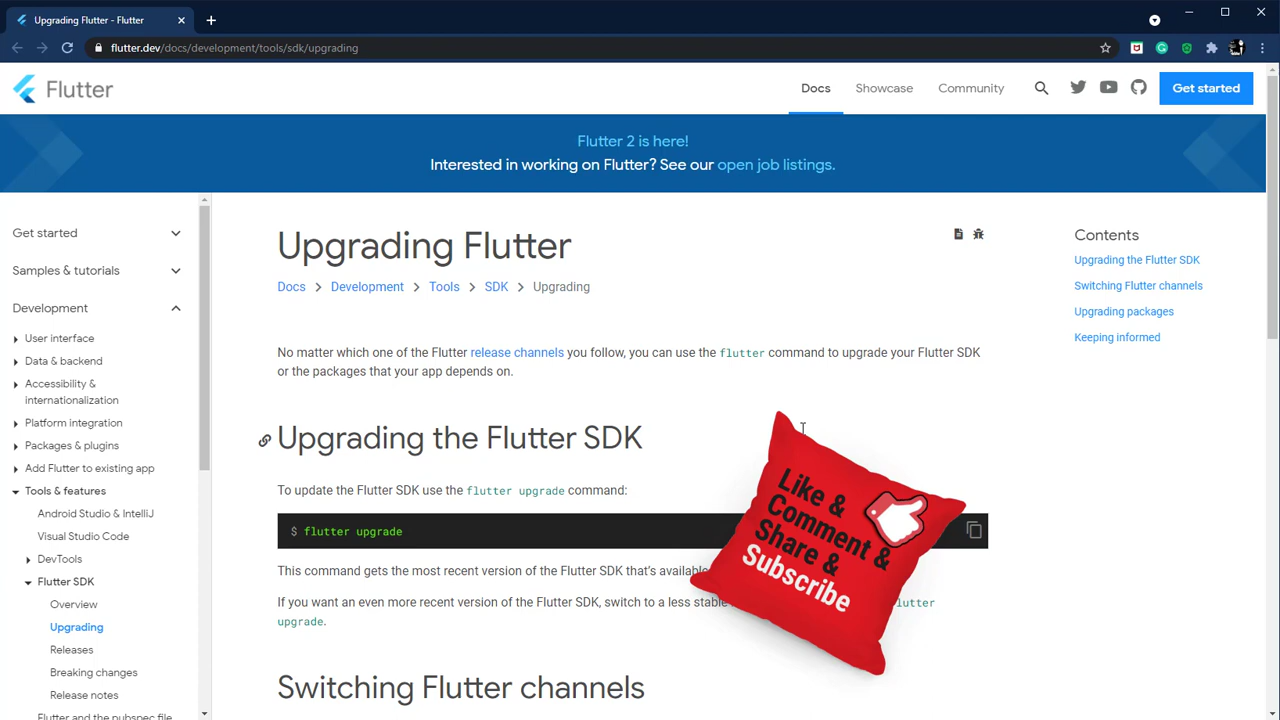 Upgrading Flutter - Flutter
flutter.dev/docs/development/tools/sdk/upgrading
Flutter
Docs
Showcase
Community
Get started
Flutter 2 is here!
Interested in working on Flutter? See our open job listings.
Get started
Samples & tutorials
Development
User interface
Data & backend
Accessibility &
internationalization
Platform integration
Packages & plugins
Add Flutter to existing app
Tools & features
Android Studio & IntelliJ
Visual Studio Code
DevTools
Flutter SDK
Overview
Upgrading
Releases
Breaking changes
Release notes
Flutter and the pubspec file
Upgrading Flutter
Docs > Development > Tools > SDK > Upgrading
No matter which one of the Flutter release channels you follow, you can use the flutter command to upgrade your Flutter SDK
or the packages that your app depends on.
Upgrading the Flutter SDK
To update the Flutter SDK use the flutter upgrade command:
$ flutter upgrade
This command gets the most recent version of the Flutter SDK that's
If you want an even more recent version of the Flutter SDK, switch to a less stable
upgrade.
Switching Flutter channels
Like &
Comment &
Share &
Subscribe
Contents
Upgrading the Flutter SDK
Switching Flutter channels
Upgrading packages
Keeping informed